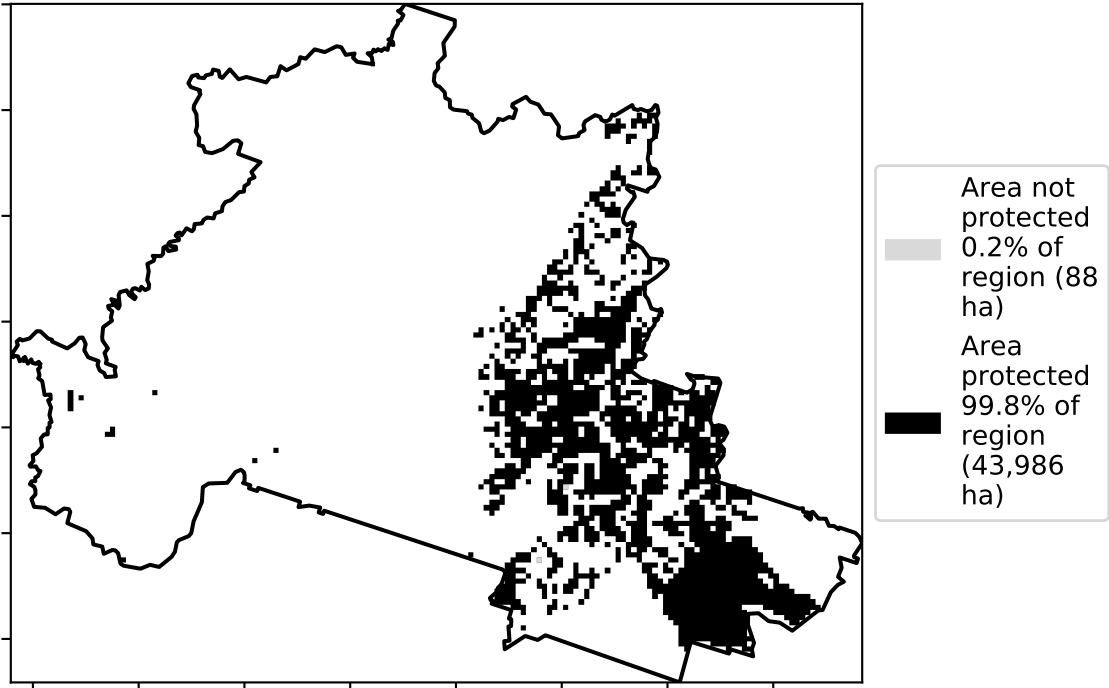 Area not
protected
0.2% of
region (88
ha)
Area
protected
99.8% of
region
(43,986
ha)